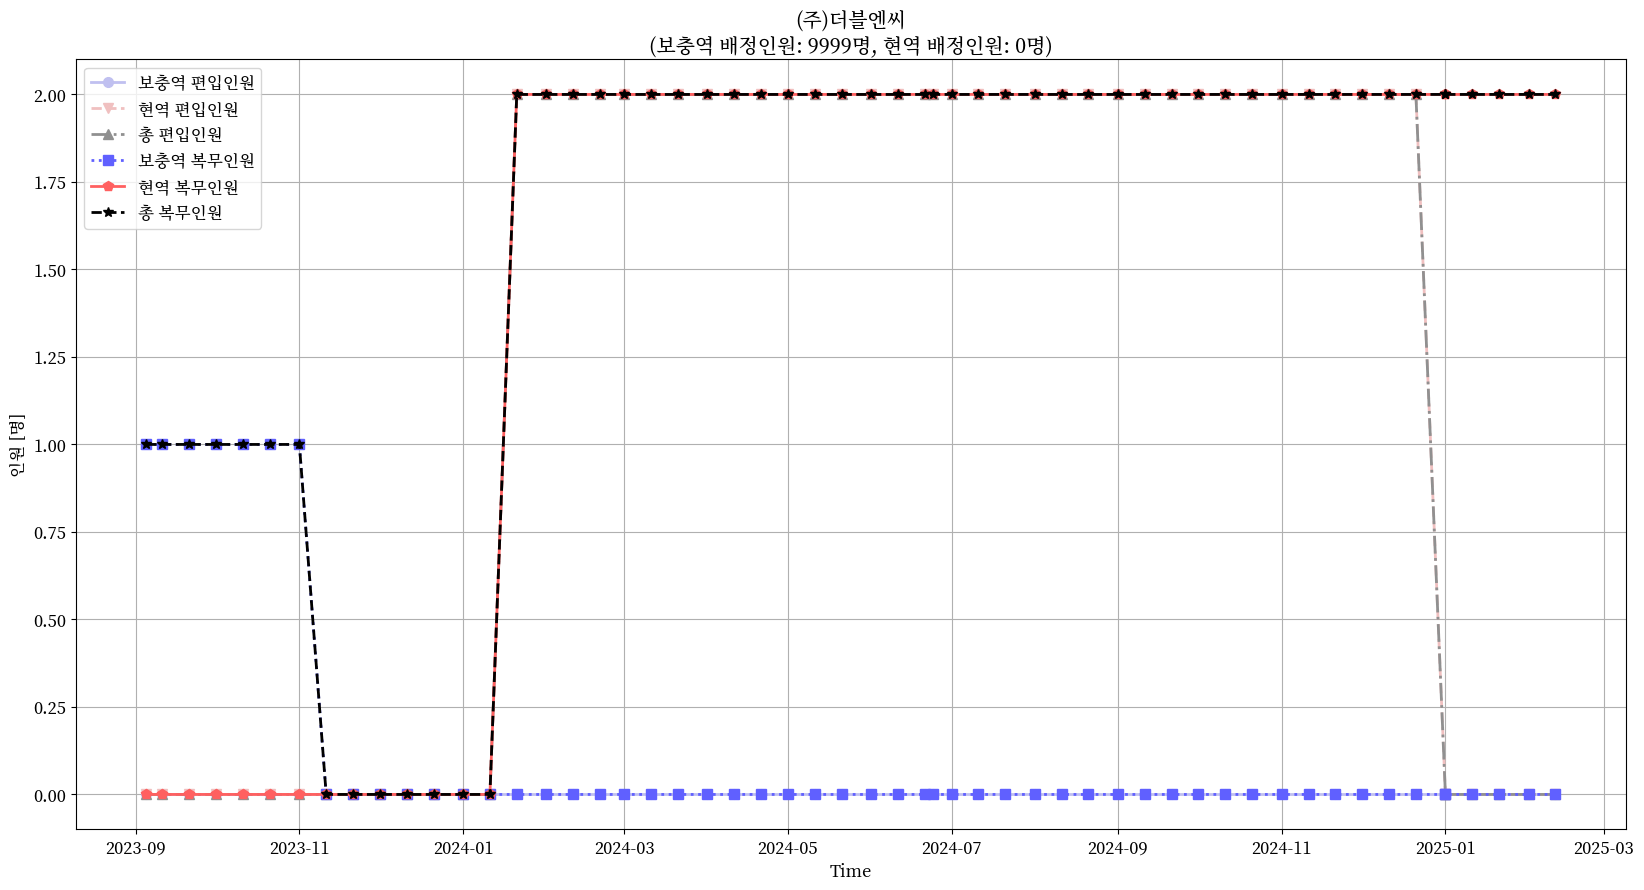 (주)더블엔씨
(보충역 배정인원: 9999명, 현역 배정인원: 0명)
보충역 편입인원
현역 편입인원
총 편입인원
보충역 복무인원
현역 복무인원
총 복무인원
2.00
1.75
1.50
1.25
1.00
0.75
0.50
0.25
0.00
인원 [명]
2023-09
2023-11
2024-01
2024-03
2024-05
2024-07
2024-09
2024-11
2025-01
2025-03
Time